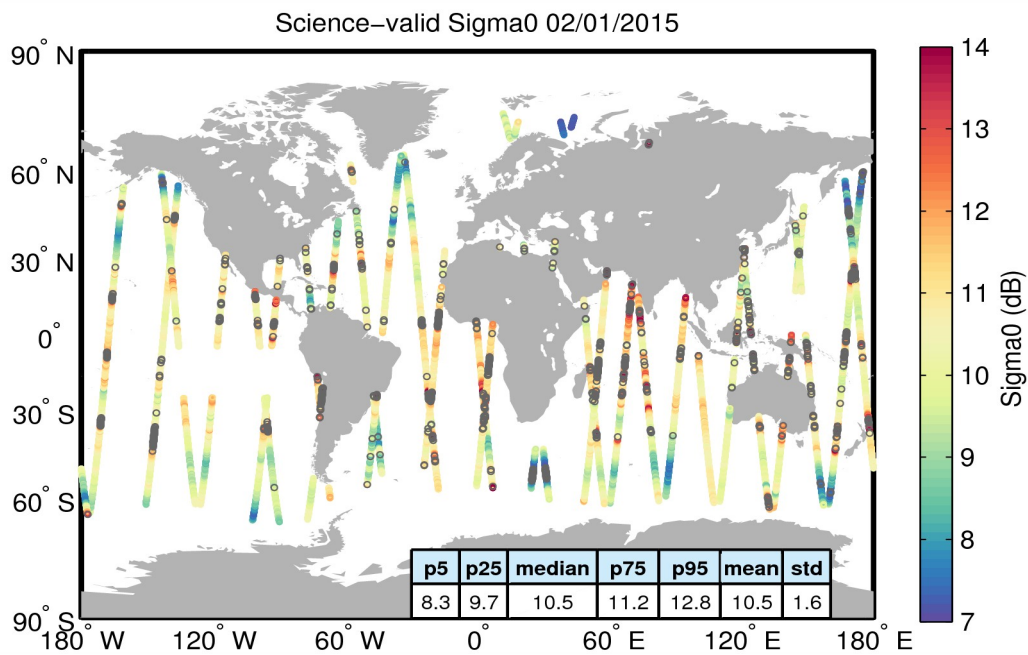 Science−valid Sigma0 02/01/2015
90° N
60° N
30° N
0°
30° S
60° S
90° S
180° W
120° W
60° W
0°
60° E
120° E
180° E
14
13
12
11
10
9
8
7
Sigma0 (dB)
p5 p25 median p75 p95 mean std
8.3 9.7 10.5 11.2 12.8 10.5 1.6